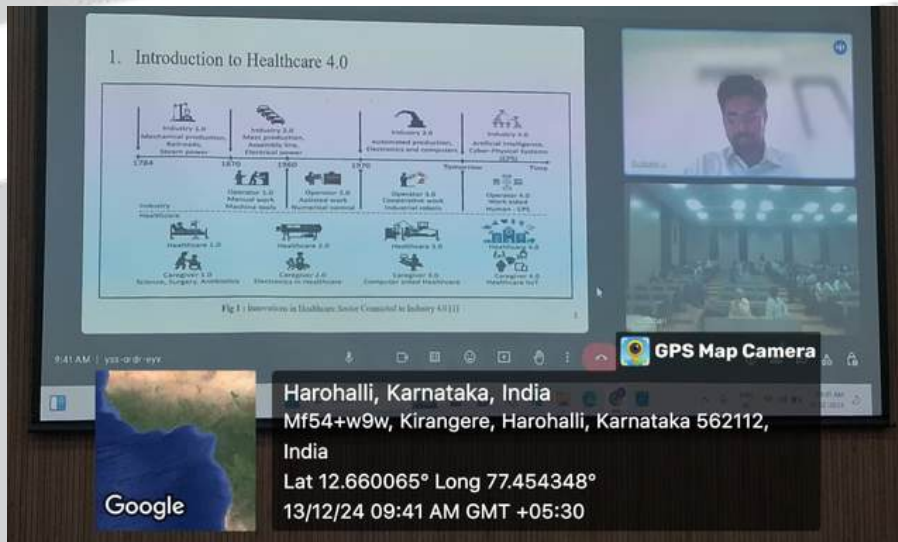 1. Introduction to Healthcare 4.0
Industry 1.0
Mechanical production,
Railroads,
Steam power
Industry 2.0
Mass production,
Assembly line,
Electrical power
Industry 3.0
Automated production,
Electronics and computers
Industry 4.0
Artificial Intelligence,
Cyber-Physical Systems
(CPS)
1784
1870
1960
1970
Tomorrow
Time
Operator 1.0
Manual work
Machine tools
Operator 2.0
Assisted work
Numerical control
Operator 3.0
Cooperative work
Industrial robots
Operator 4.0
Work aided
Human - CPS
Industry
Healthcare
Healthcare 1.0
Healthcare 2.0
Healthcare 3.0
Healthcare 4.0
Caregiver 1.0
Science, Surgery, Antibiotics
Caregiver 2.0
Electronics in Healthcare
Caregiver 3.0
Computer aided Healthcare
Caregiver 4.0
Healthcare IoT
Fig 1 : Innovations in Healthcare Sector Connected to Industry 4.0 [1]
9:41 AM
GPS Map Camera
Harohalli, Karnataka, India
Mf54+w9w, Kirangere, Harohalli, Karnataka 562112,
India
Lat 12.660065° Long 77.454348°
13/12/24 09:41 AM GMT +05:30
Google